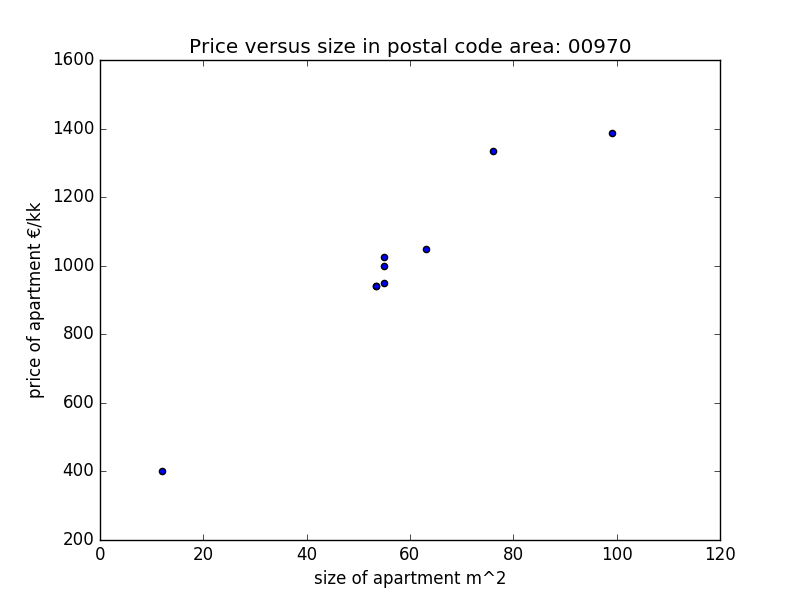 Price versus size in postal code area: 00970
1600
1400
1200
1000
800
600
400
200
price of apartment €/kk
0 20 40 60 80 100 120
size of apartment m^2